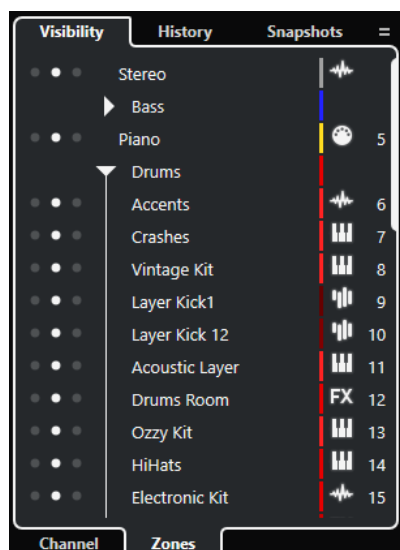 Visibility History Snapshots
Stereo
Bass
Piano 5
Drums
Accents 6
Crashes 7
Vintage Kit 8
Layer Kick1 9
Layer Kick 12 10
Acoustic Layer 11
Drums Room FX 12
Ozzy Kit 13
HiHats 14
Electronic Kit 15
Channel Zones